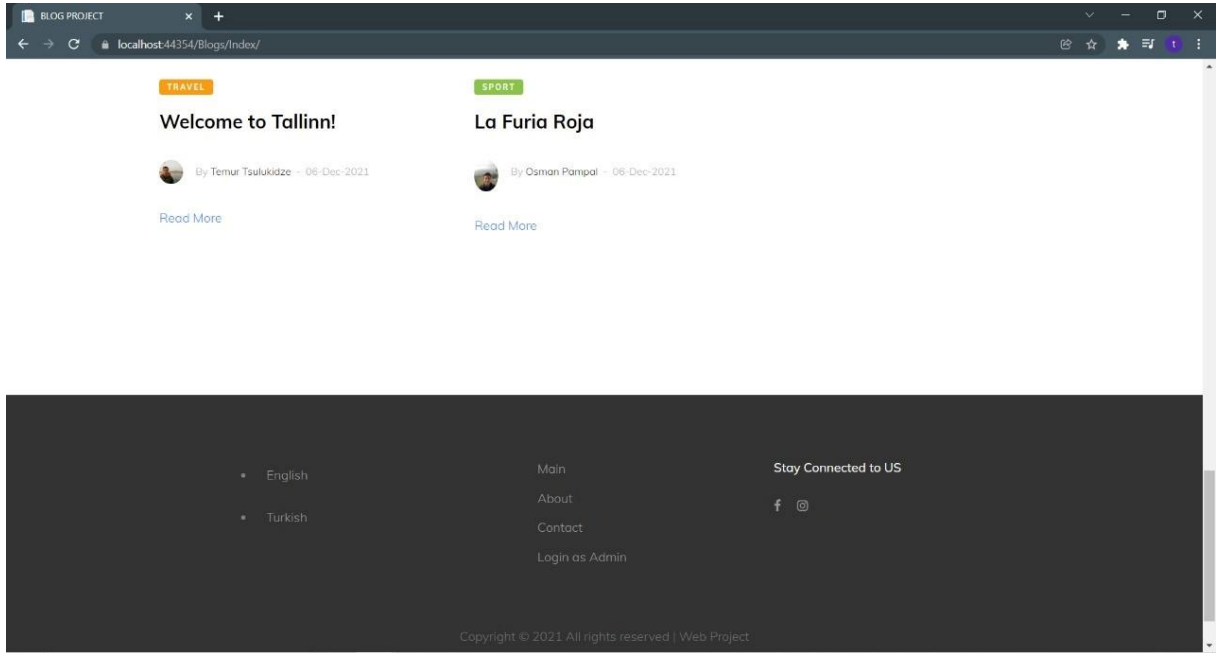 BLOG PROJECT
localhost:44354/Blogs/Index/
t
TRAVEL
Welcome to Tallinn!
By Temur Tsulukidze - 06-Dec-2021
Read More
SPORT
La Furia Roja
By Osman Pampal - 06-Dec-2021
Read More
English
Turkish
Main
About
Contact
Login as Admin
Stay Connected to US
Copyright © 2021 All rights reserved | Web Project